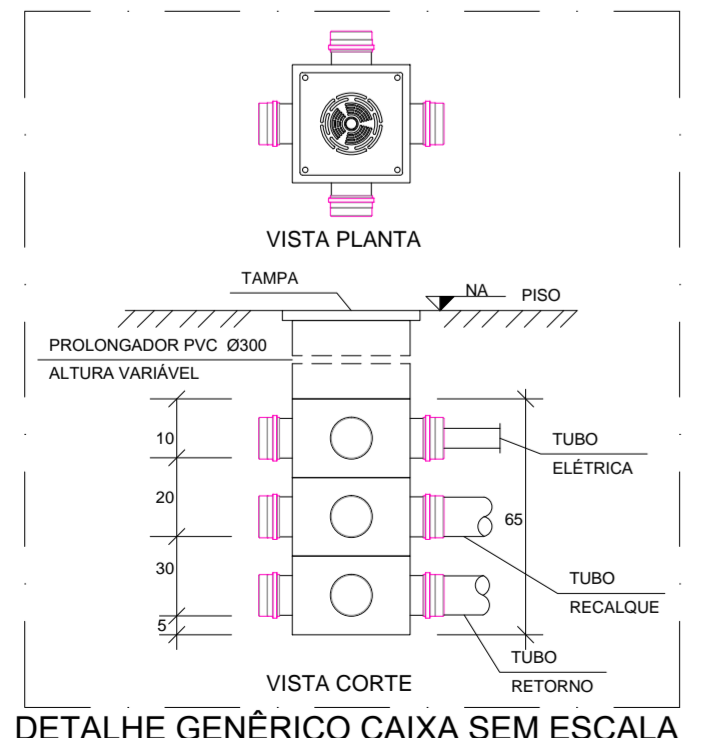 VISTA PLANTA
TAMPA
NA
PISO
PROLONGADOR PVC Ø300
ALTURA VARIÁVEL
10
20
30
5
65
TUBO
ELÉTRICA
TUBO
RECALQUE
TUBO
RETORNO
VISTA CORTE
DETALHE GENÊRICO CAIXA SEM ESCALA